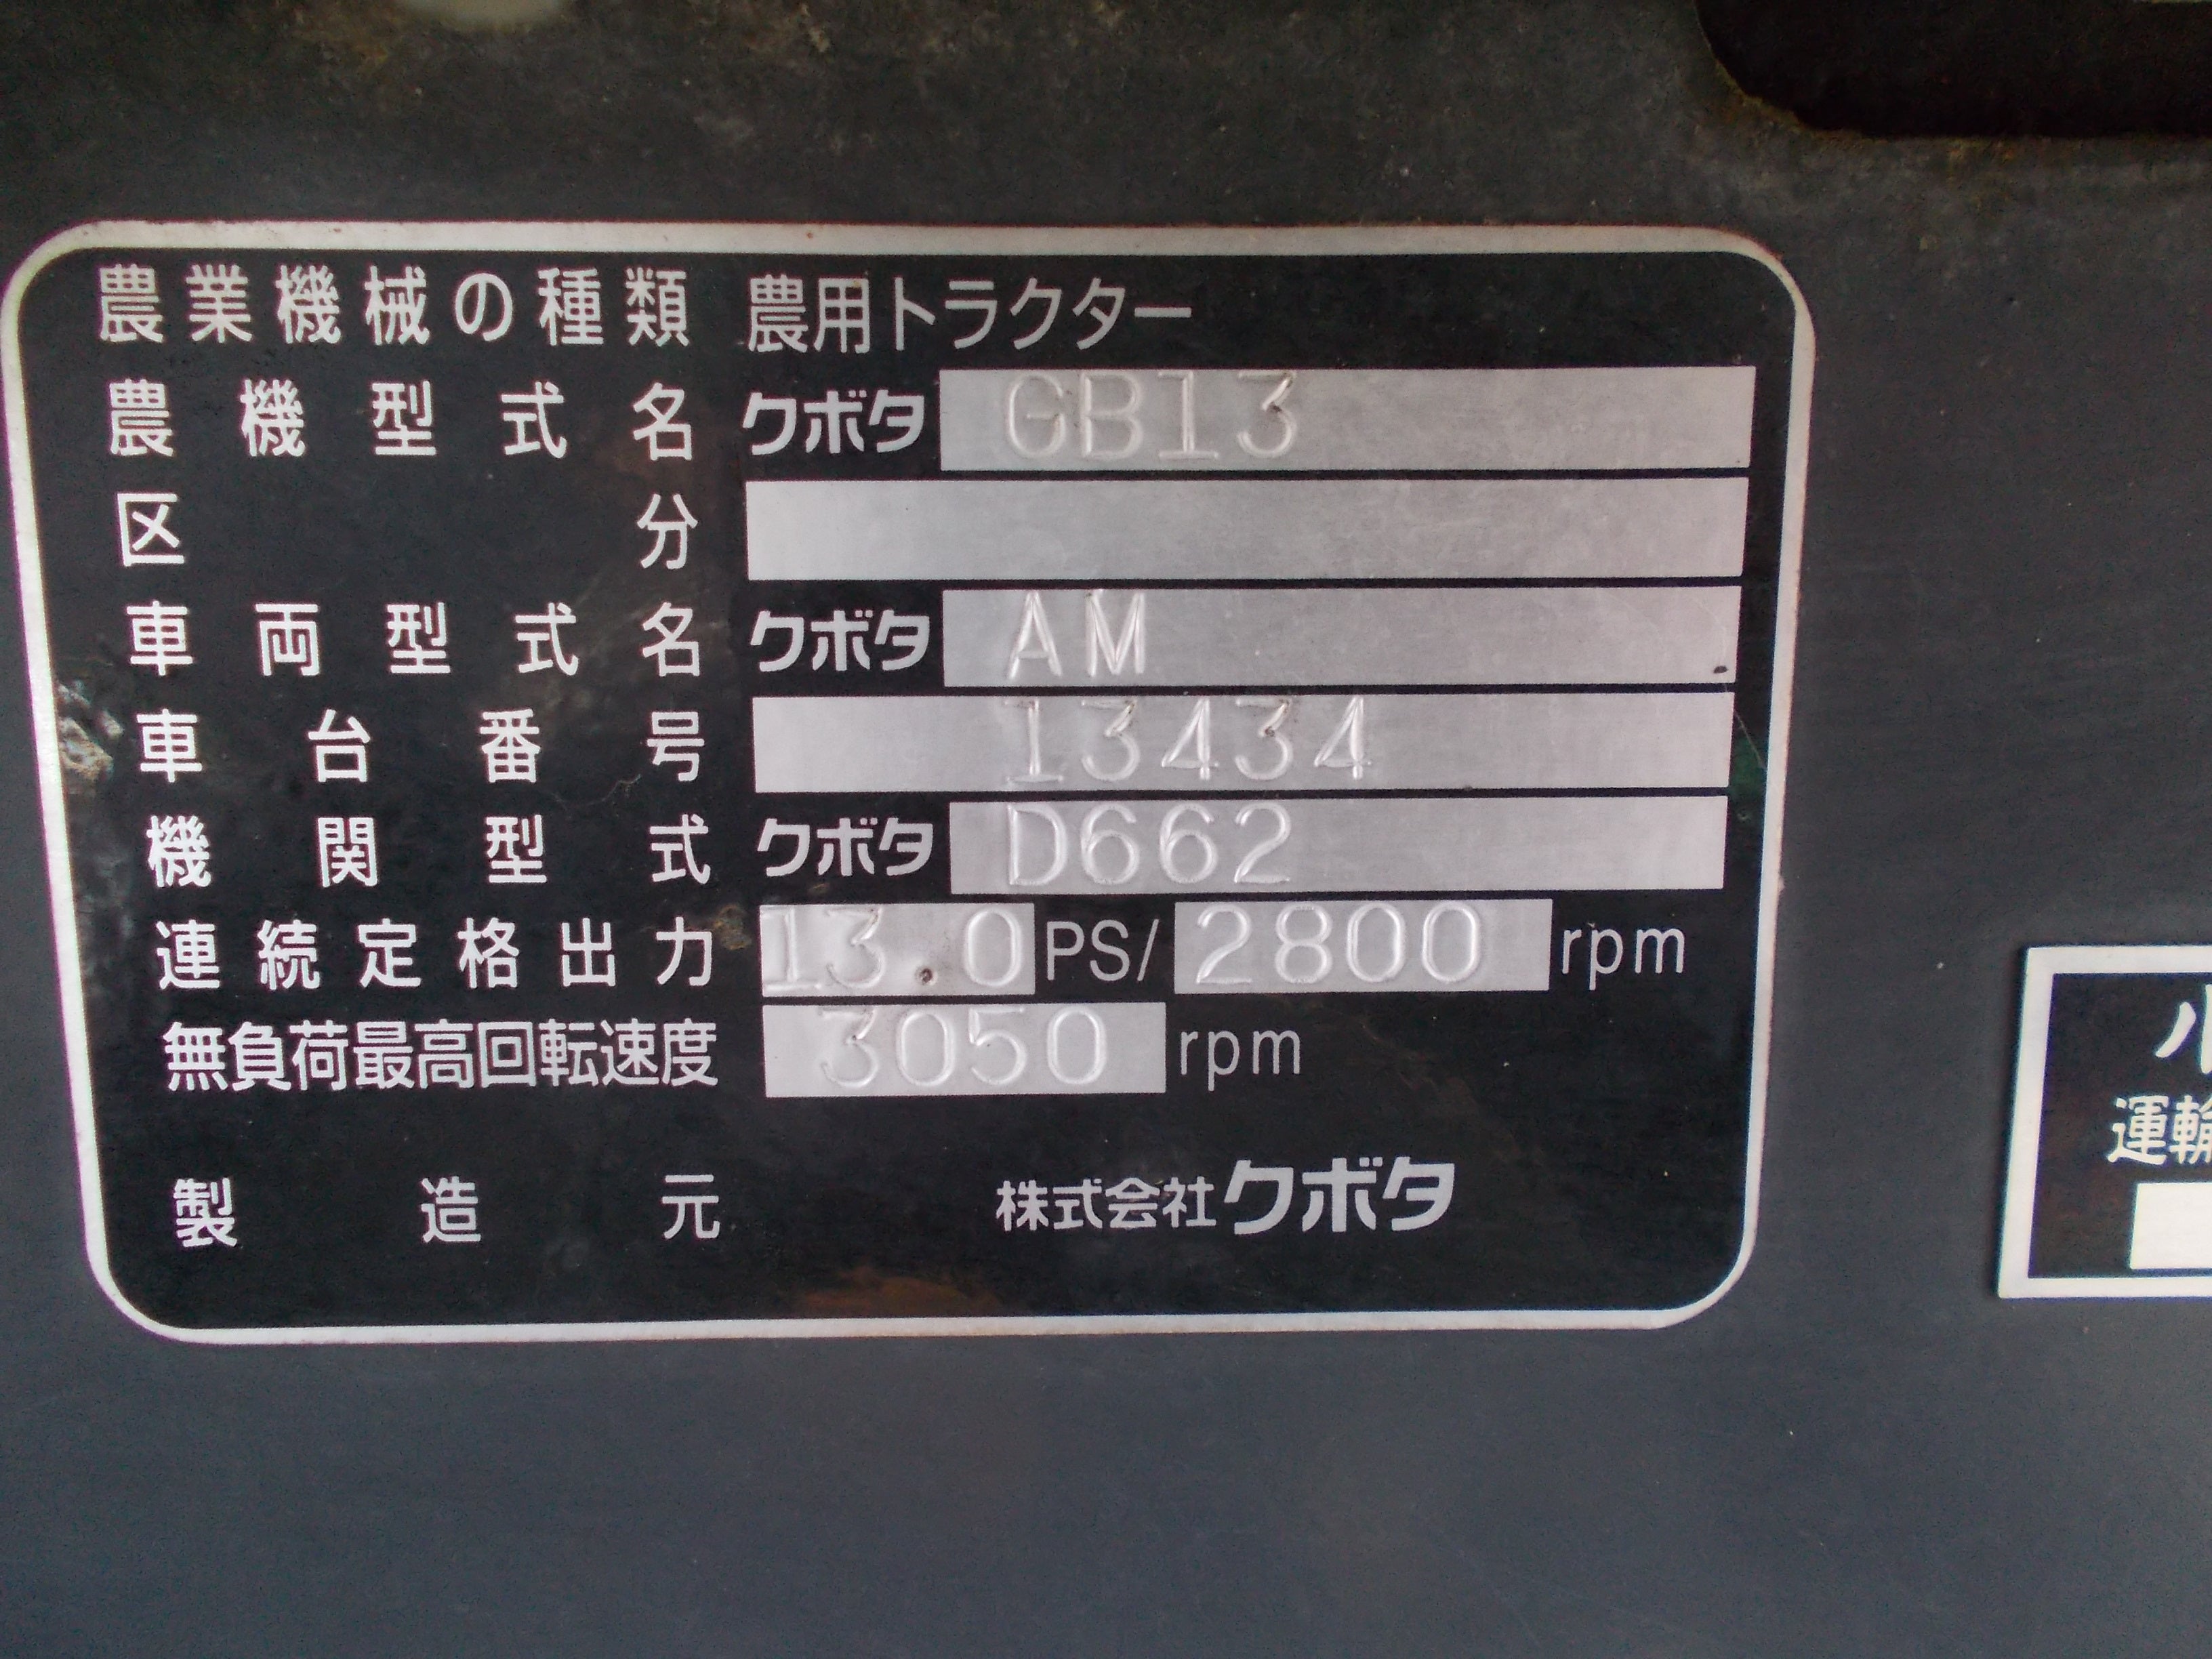 農業機械の種類 農用トラクター
農機型式名 クボタ GB13
区分
車両型式名 クボタ AM
車台番号 13434
機関型式 クボタ D662
連続定格出力 13.0 PS/ 2800 rpm
無負荷最高回転速度 3050 rpm
製造元 株式会社クボタ
小
運輸